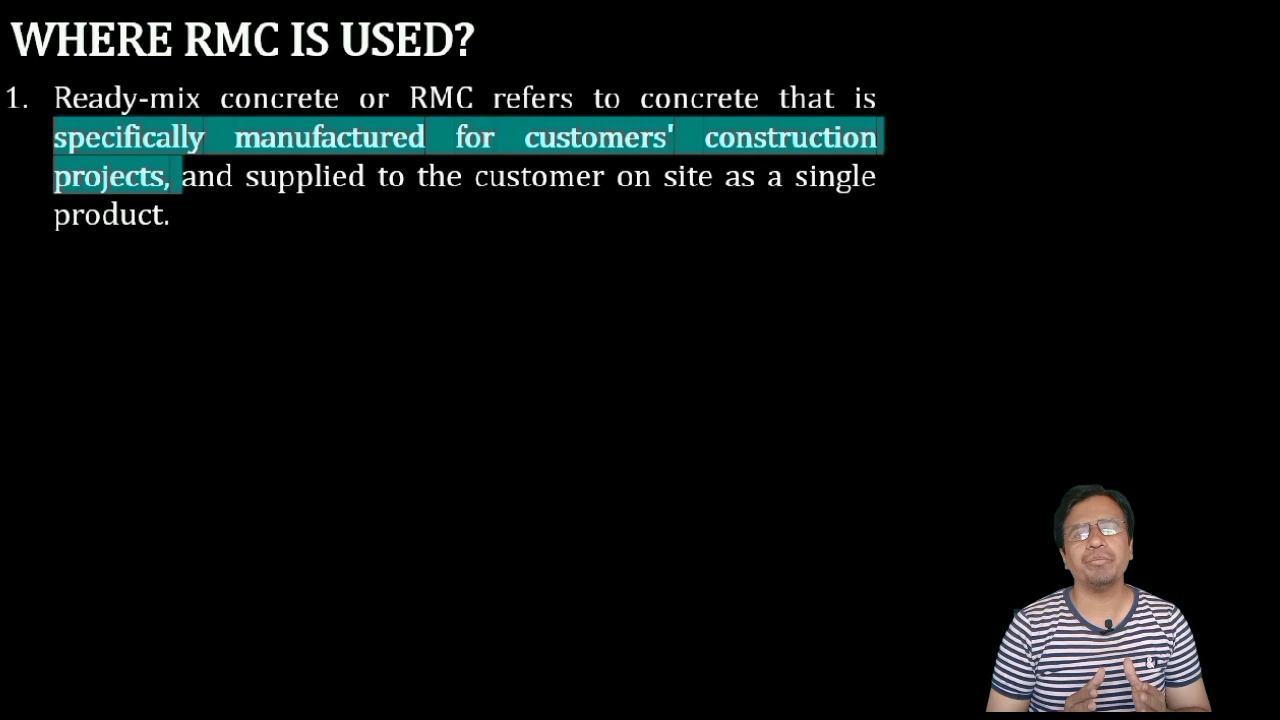 WHERE RMC IS USED?
1. Ready-mix concrete or RMC refers to concrete that is
specifically manufactured for customers' construction
projects, and supplied to the customer on site as a single
product.
&